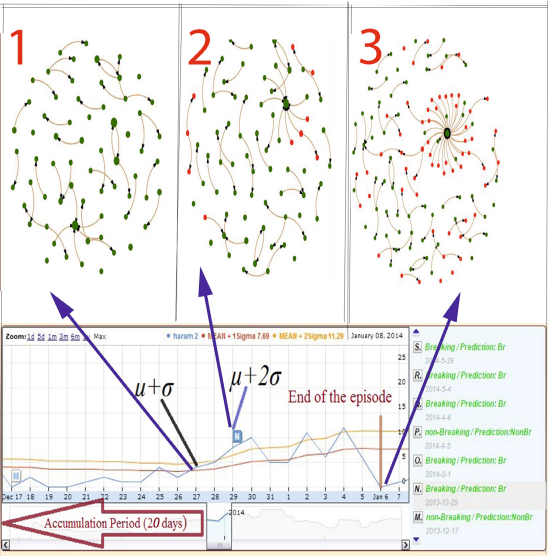 1 2 3
Zoom: 1d 5d 1m 3m 6m Max
haram 2 MEAN + 1Sigma 7.69 MEAN + 2Sigma 11.29 January 08, 2014
μ+σ
μ+2σ
End of the episode
25
20
15
10
5
0
N
M
Dec 17 18 19 20 21 22 23 24 25 26 27 28 29 30 31 1 2 3 4 5 Jan 6 7
2014
Accumulation Period (20 days)
S. Breaking / Prediction: Br
2014-5-29
R. Breaking / Prediction: Br
2014-5-4
Breaking / Prediction: Br
2014-4-6
P. non-Breaking / Prediction:NonBr
2014-4-5
O. Breaking / Prediction: Br
2014-2-1
N. Breaking / Prediction: Br
2013-12-29
M. non-Breaking / Prediction:NonBr
2013-12-17